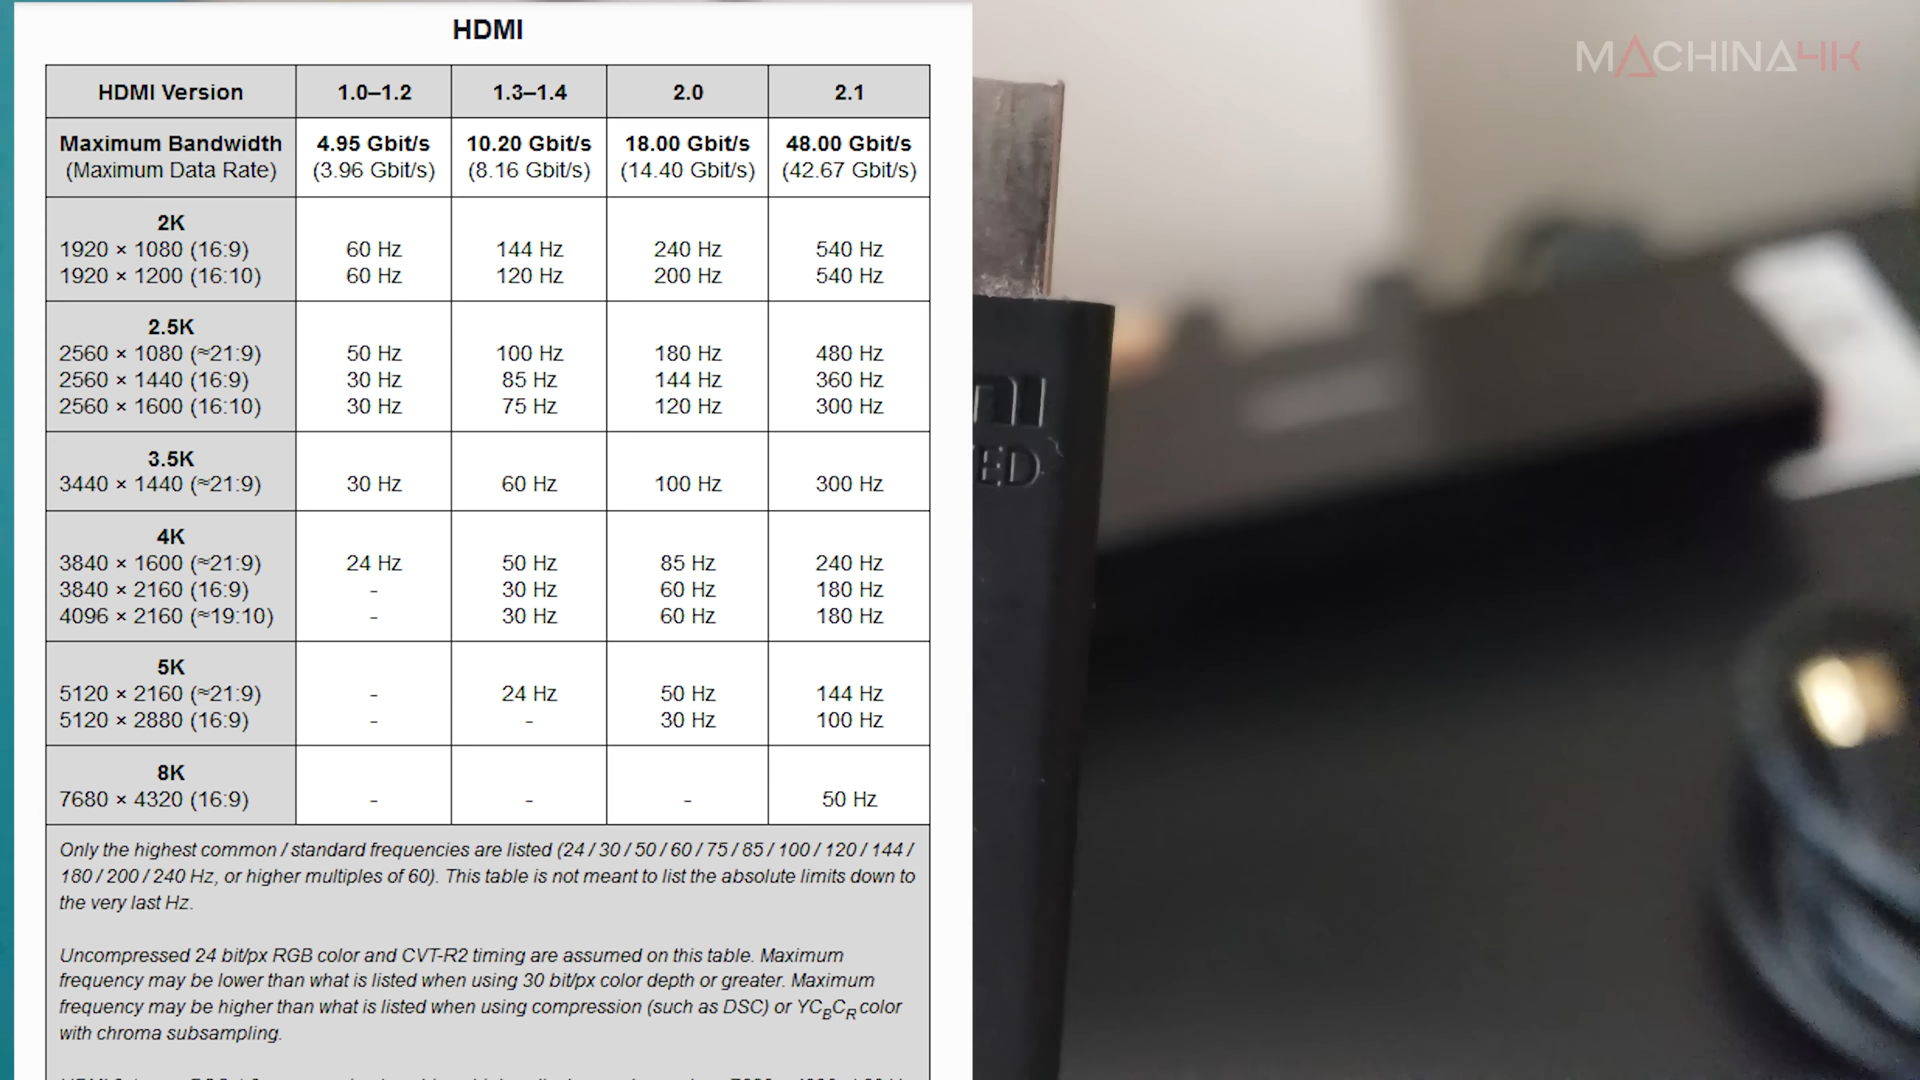 HDMI
HDMI Version 1.0–1.2 1.3–1.4 2.0 2.1
Maximum Bandwidth 4.95 Gbit/s 10.20 Gbit/s 18.00 Gbit/s 48.00 Gbit/s
(Maximum Data Rate) (3.96 Gbit/s) (8.16 Gbit/s) (14.40 Gbit/s) (42.67 Gbit/s)
2K
1920 × 1080 (16:9) 60 Hz 144 Hz 240 Hz 540 Hz
1920 × 1200 (16:10) 60 Hz 120 Hz 200 Hz 540 Hz
2.5K
2560 × 1080 (≈21:9) 50 Hz 100 Hz 180 Hz 480 Hz
2560 × 1440 (16:9) 30 Hz 85 Hz 144 Hz 360 Hz
2560 × 1600 (16:10) 30 Hz 75 Hz 120 Hz 300 Hz
3.5K
3440 × 1440 (≈21:9) 30 Hz 60 Hz 100 Hz 300 Hz
4K
3840 × 1600 (≈21:9) 24 Hz 50 Hz 85 Hz 240 Hz
3840 × 2160 (16:9) - 30 Hz 60 Hz 180 Hz
4096 × 2160 (≈19:10) - 30 Hz 60 Hz 180 Hz
5K
5120 × 2160 (≈21:9) - 24 Hz 50 Hz 144 Hz
5120 × 2880 (16:9) - - 30 Hz 100 Hz
8K
7680 × 4320 (16:9) - - - 50 Hz
Only the highest common / standard frequencies are listed (24 / 30 / 50 / 60 / 75 / 85 / 100 / 120 / 144 /
180 / 200 / 240 Hz, or higher multiples of 60). This table is not meant to list the absolute limits down to
the very last Hz.
Uncompressed 24 bit/px RGB color and CVT-R2 timing are assumed on this table. Maximum
frequency may be lower than what is listed when using 30 bit/px color depth or greater. Maximum
frequency may be higher than what is listed when using compression (such as DSC) or YCBCR color
with chroma subsampling.
MACHINA4K
ED